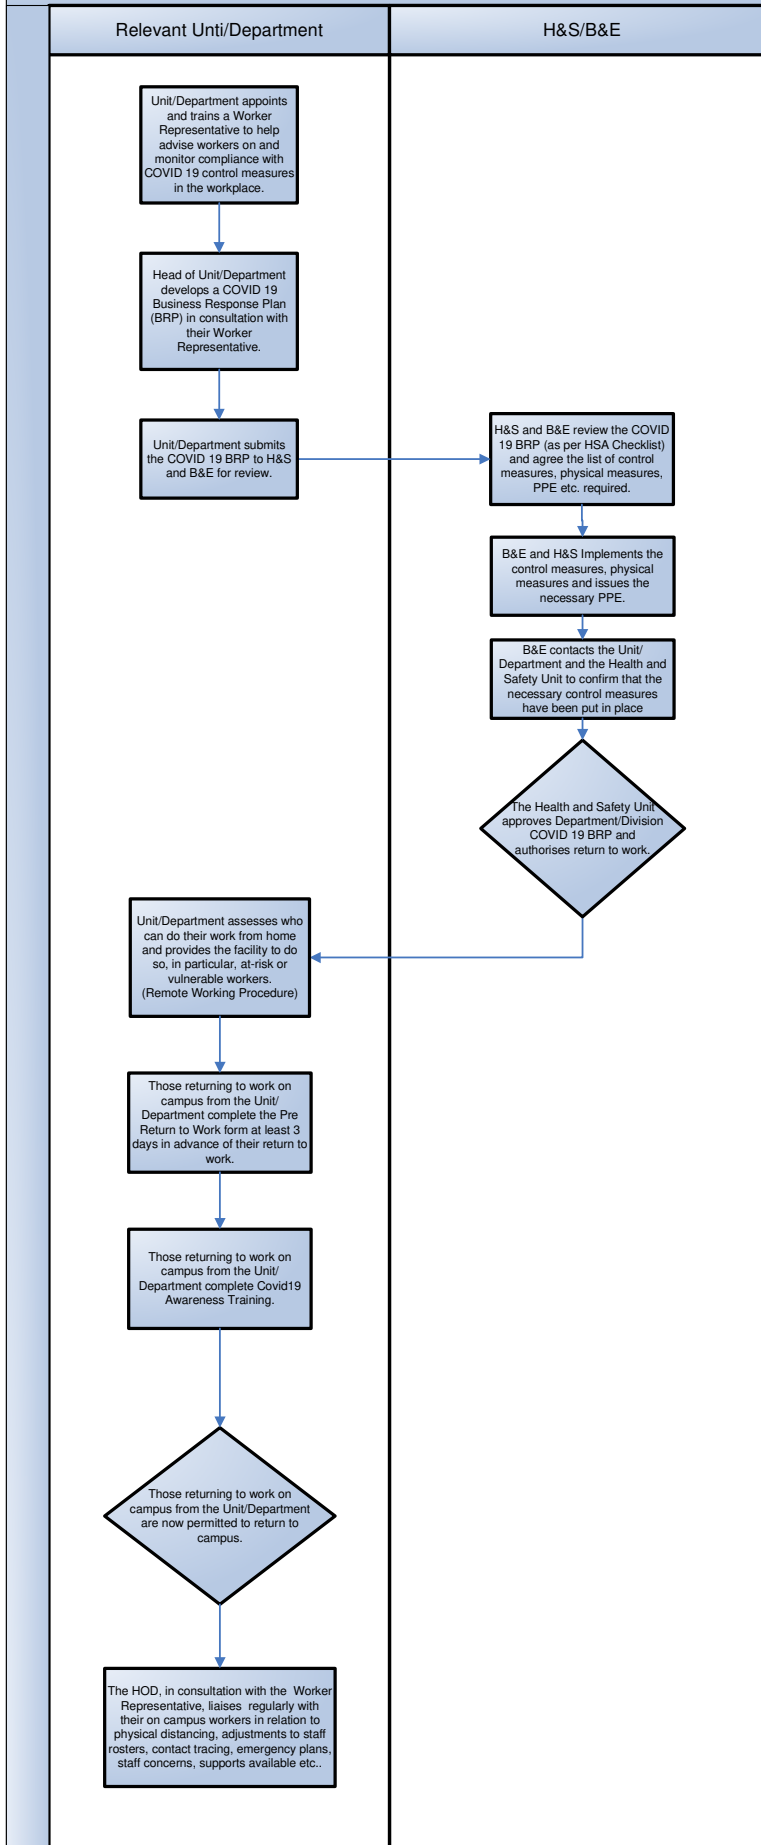 Relevant Unti/Department
H&S/B&E
Unit/Department appoints
and trains a Worker
Representative to help
advise workers on and
monitor compliance with
COVID 19 control measures
in the workplace.
Head of Unit/Department
develops a COVID 19
Business Response Plan
(BRP) in consultation with
their Worker
Representative.
Unit/Department submits
the COVID 19 BRP to H&S
and B&E for review.
H&S and B&E review the COVID
19 BRP (as per HSA Checklist)
and agree the list of control
measures, physical measures,
PPE etc. required.
B&E and H&S Implements the
control measures, physical
measures and issues the
necessary PPE.
B&E contacts the Unit/
Department and the Health and
Safety Unit to confirm that the
necessary control measures
have been put in place
The Health and Safety Unit
approves Department/Division
COVID 19 BRP and
authorises return to work.
Unit/Department assesses who
can do their work from home
and provides the facility to do
so, in particular, at-risk or
vulnerable workers.
(Remote Working Procedure)
Those returning to work on
campus from the Unit/
Department complete the Pre
Return to Work form at least 3
days in advance of their return to
work.
Those returning to work on
campus from the Unit/
Department complete Covid19
Awareness Training.
Those returning to work on
campus from the Unit/Department
are now permitted to return to
campus.
The HOD, in consultation with the Worker
Representative, liaises regularly with
their on campus workers in relation to
physical distancing, adjustments to staff
rosters, contact tracing, emergency plans,
staff concerns, supports available etc..